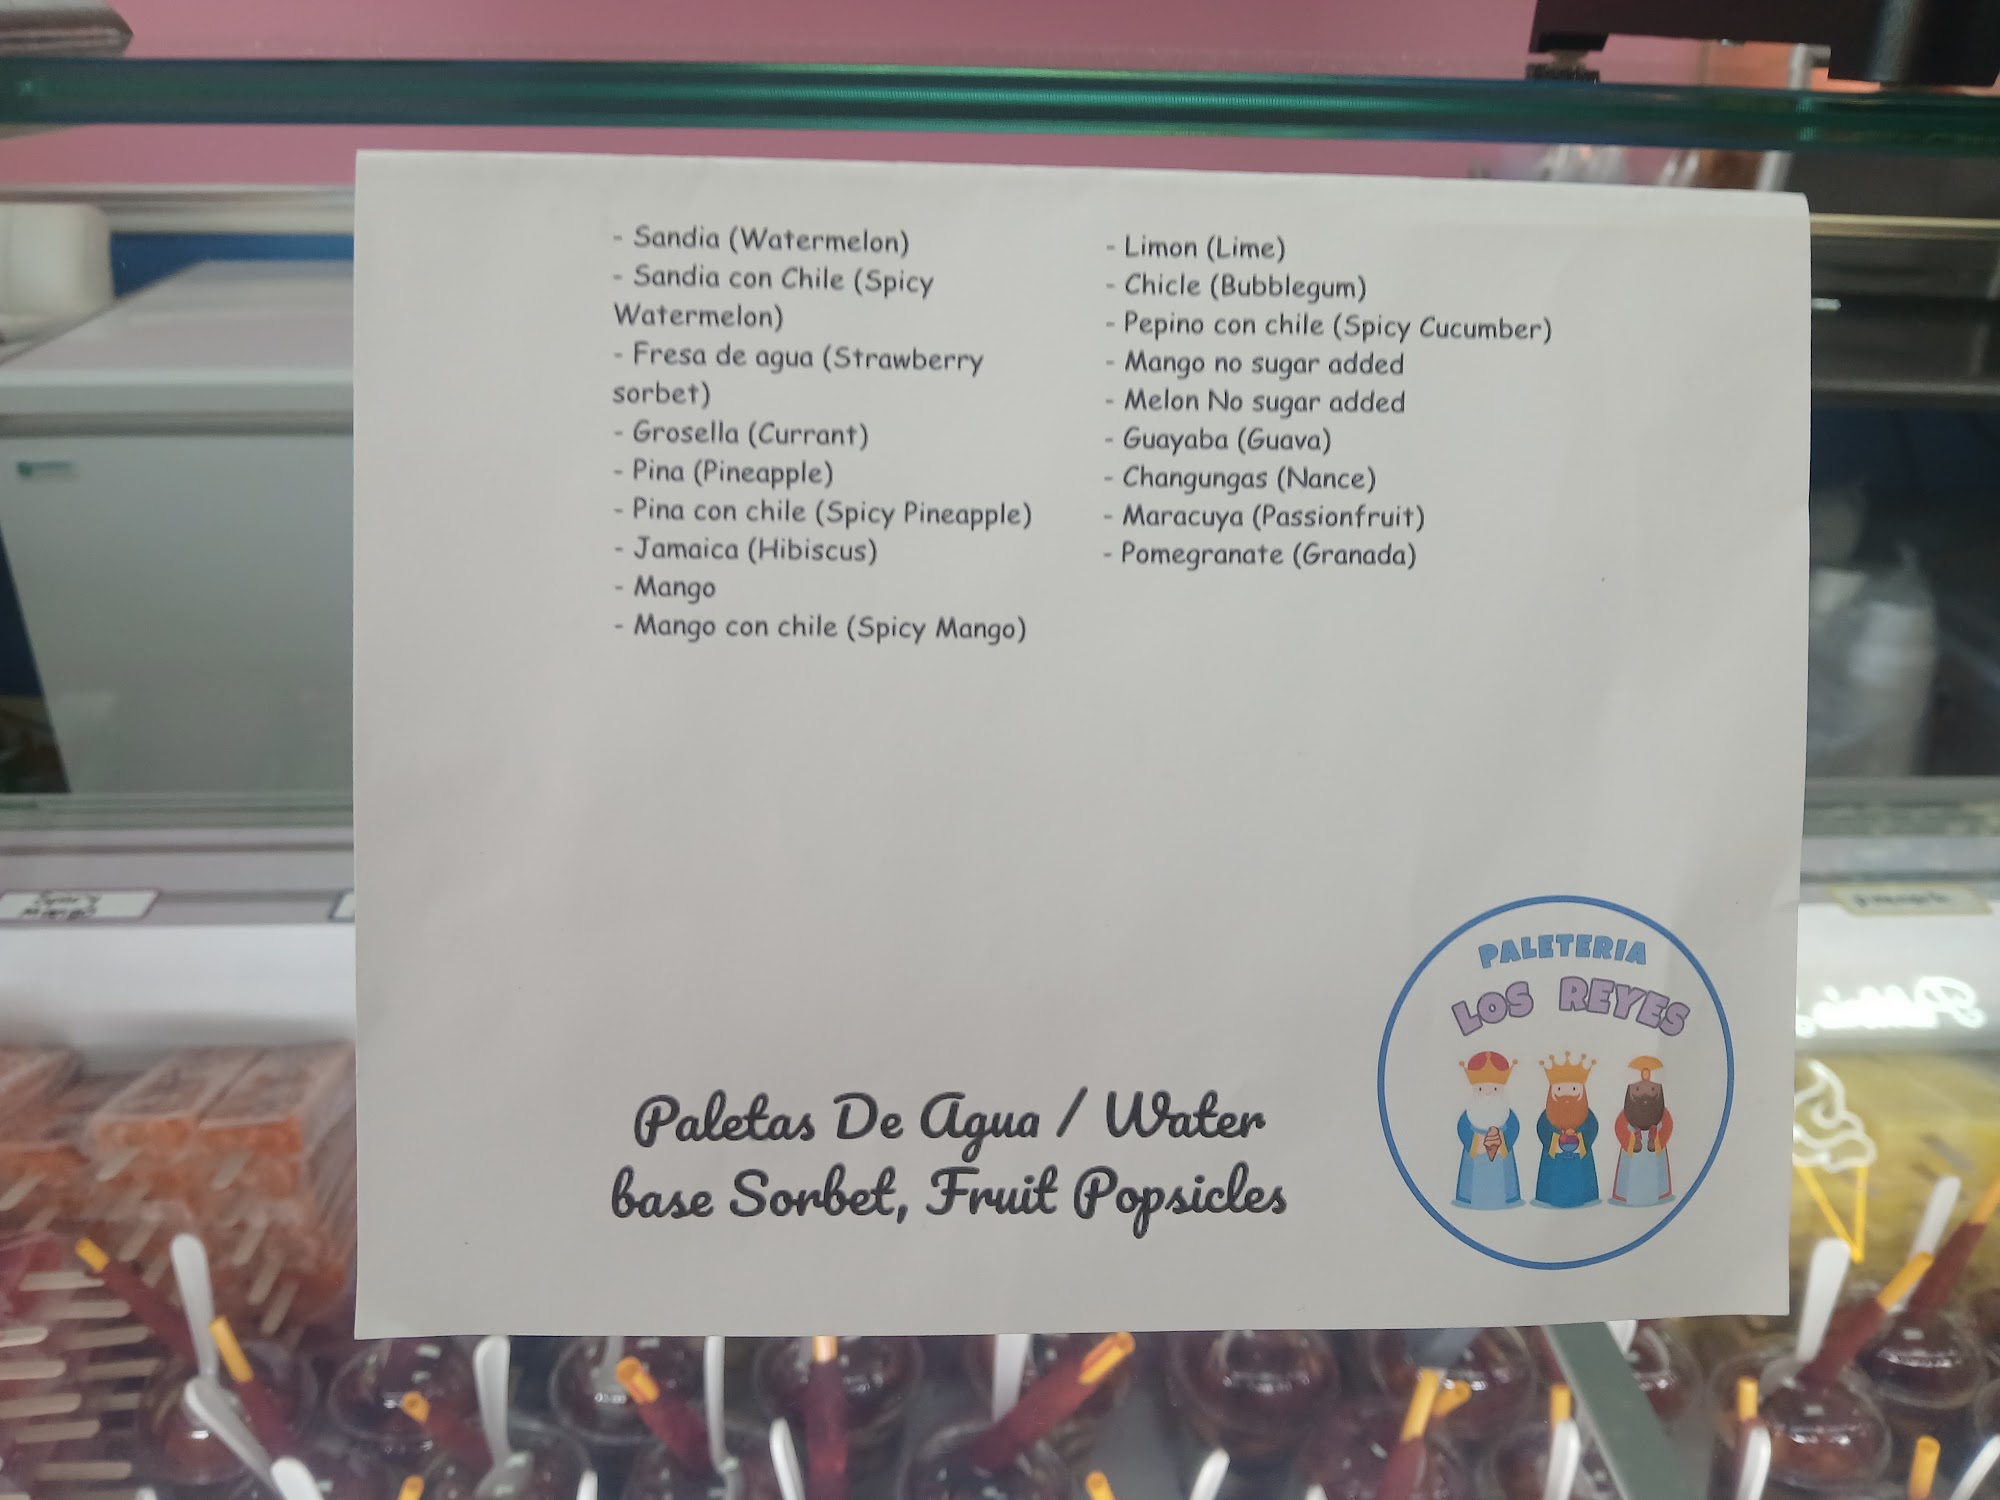 - Sandia (Watermelon)
- Sandia con Chile (Spicy
Watermelon)
- Fresa de agua (Strawberry
sorbet)
- Grosella (Currant)
- Pina (Pineapple)
- Pina con chile (Spicy Pineapple)
- Jamaica (Hibiscus)
- Mango
- Mango con chile (Spicy Mango)
- Limon (Lime)
- Chicle (Bubblegum)
- Pepino con chile (Spicy Cucumber)
- Mango no sugar added
- Melon No sugar added
- Guayaba (Guava)
- Changungas (Nance)
- Maracuya (Passionfruit)
- Pomegranate (Granada)
Paletas De Agua / Water
base Sorbet, Fruit Popsicles
PALETERIA
LOS REYES
Spicy
Mango